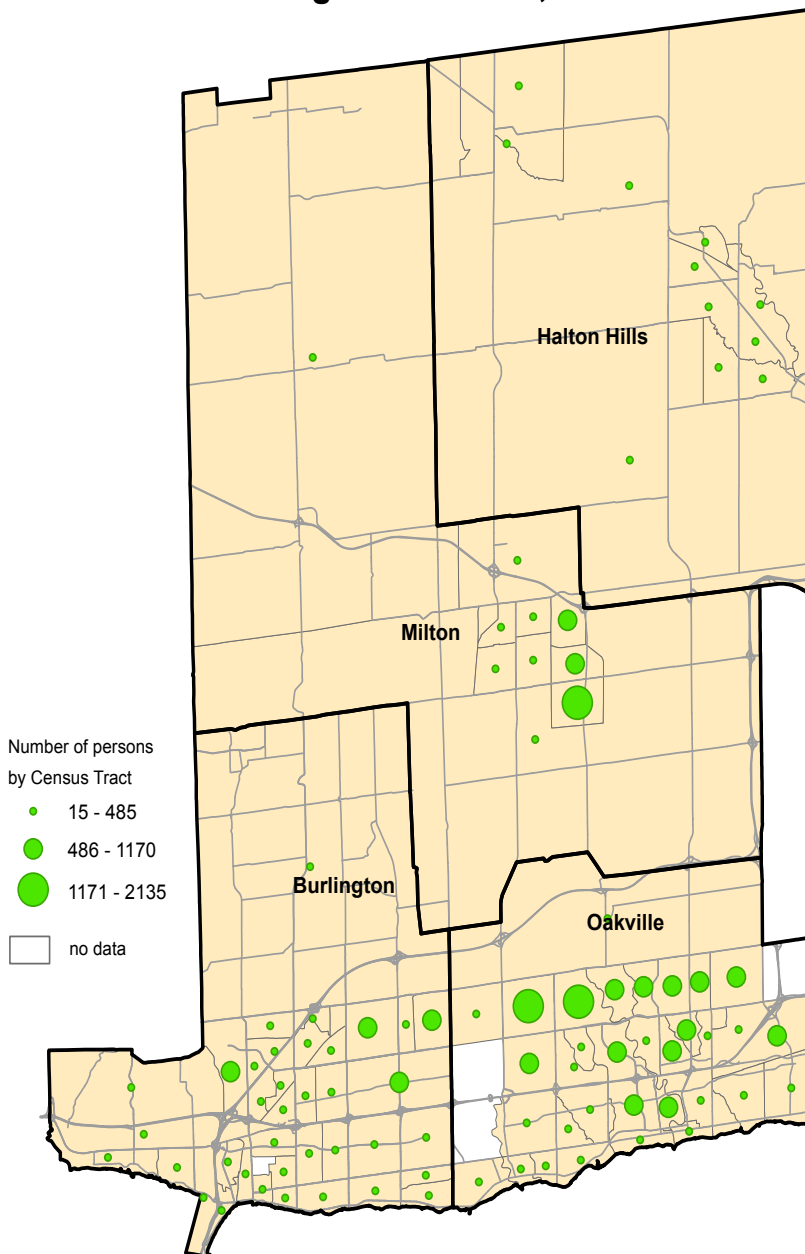 Halton Hills
Milton
Number of persons
by Census Tract
15 - 485
486 - 1170
1171 - 2135
no data
Burlington
Oakville